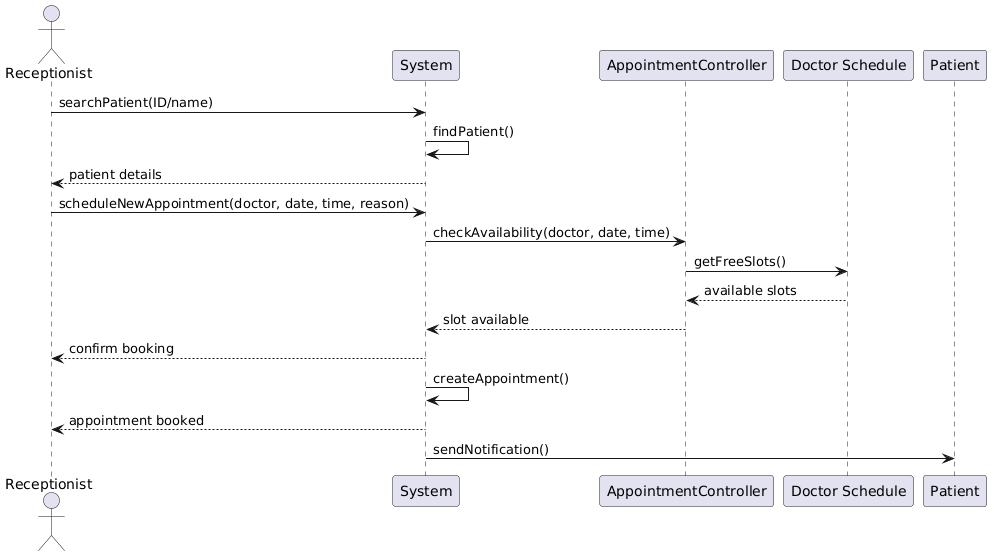 Receptionist
System
AppointmentController
Doctor Schedule
Patient
searchPatient(ID/name)
findPatient()
patient details
scheduleNewAppointment(doctor, date, time, reason)
checkAvailability(doctor, date, time)
getFreeSlots()
available slots
slot available
confirm booking
createAppointment()
appointment booked
sendNotification()
Receptionist
System
AppointmentController
Doctor Schedule
Patient